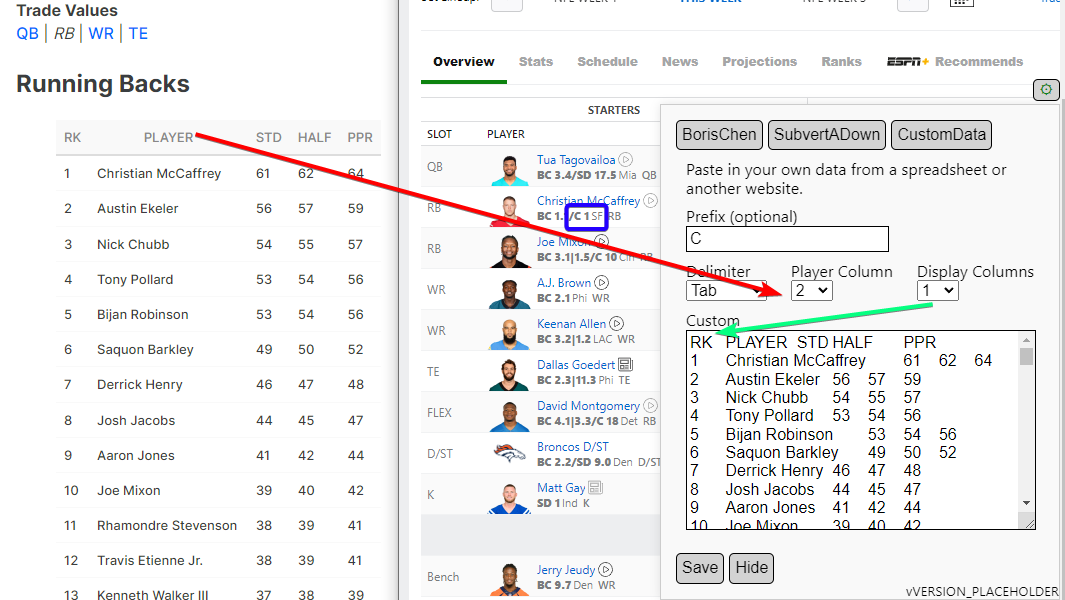 Trade Values
QB | RB | WR | TE
Running Backs
RK PLAYER STD HALF PPR
1 Christian McCaffrey 61 62 64
2 Austin Ekeler 56 57 59
3 Nick Chubb 54 55 57
4 Tony Pollard 53 54 56
5 Bijan Robinson 53 54 56
6 Saquon Barkley 49 50 52
7 Derrick Henry 46 47 48
8 Josh Jacobs 44 45 47
9 Aaron Jones 41 42 44
10 Joe Mixon 39 40 42
11 Rhamondre Stevenson 38 39 41
12 Travis Etienne Jr. 38 39 41
13 Kenneth Walker III 37 38 39
THIS WEEK
Overview Stats Schedule News Projections Ranks ESPN+ Recommends
STARTERS
SLOT PLAYER
QB Tua Tagovailoa
BC 3.4/SD 17.5 Mia QB
RB Christian McCaffrey
BC 1. /C 1 SF RB
RB Joe Mixon
BC 3.1|1.5/C 10 Cin RB
WR A.J. Brown
BC 2.1 Phi WR
WR Keenan Allen
BC 3.2|1.2 LAC WR
TE Dallas Goedert
BC 2.3|11.3 Phi TE
FLEX David Montgomery
BC 4.1|3.3/C 18 Det RB
D/ST Broncos D/ST
BC 2.2/SD 9.0 Den D/ST
K Matt Gay
SD 1 Ind K
Bench Jerry Jeudy
BC 9.7 Den WR
BorisChen SubvertADown CustomData
Paste in your own data from a spreadsheet or
another website.
Prefix (optional)
C
Delimiter Player Column Display Columns
Tab 2 1
Custom
RK PLAYER STD HALF PPR
1 Christian McCaffrey 61 62 64
2 Austin Ekeler 56 57 59
3 Nick Chubb 54 55 57
4 Tony Pollard 53 54 56
5 Bijan Robinson 53 54 56
6 Saquon Barkley 49 50 52
7 Derrick Henry 46 47 48
8 Josh Jacobs 44 45 47
9 Aaron Jones 41 42 44
10 Joe Mixon 39 40 42
Save Hide
vVERSION_PLACEHOLDER